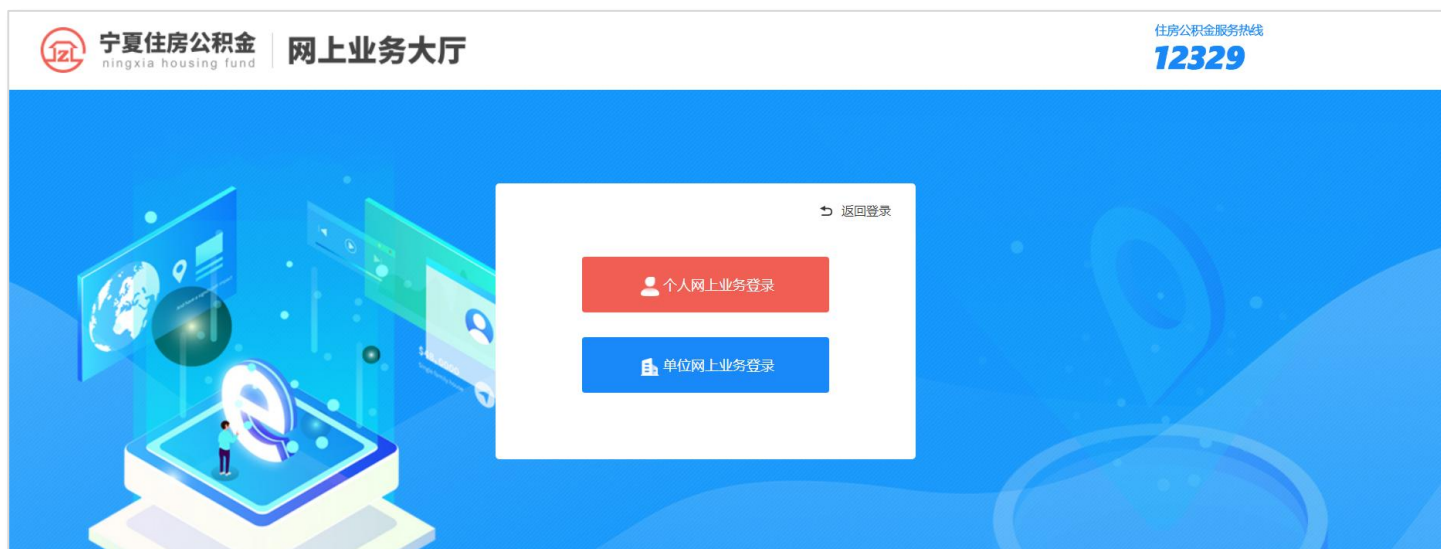 宁夏住房公积金
ningxia housing fund
网上业务大厅
住房公积金服务热线
12329
返回登录
个人网上业务登录
单位网上业务登录